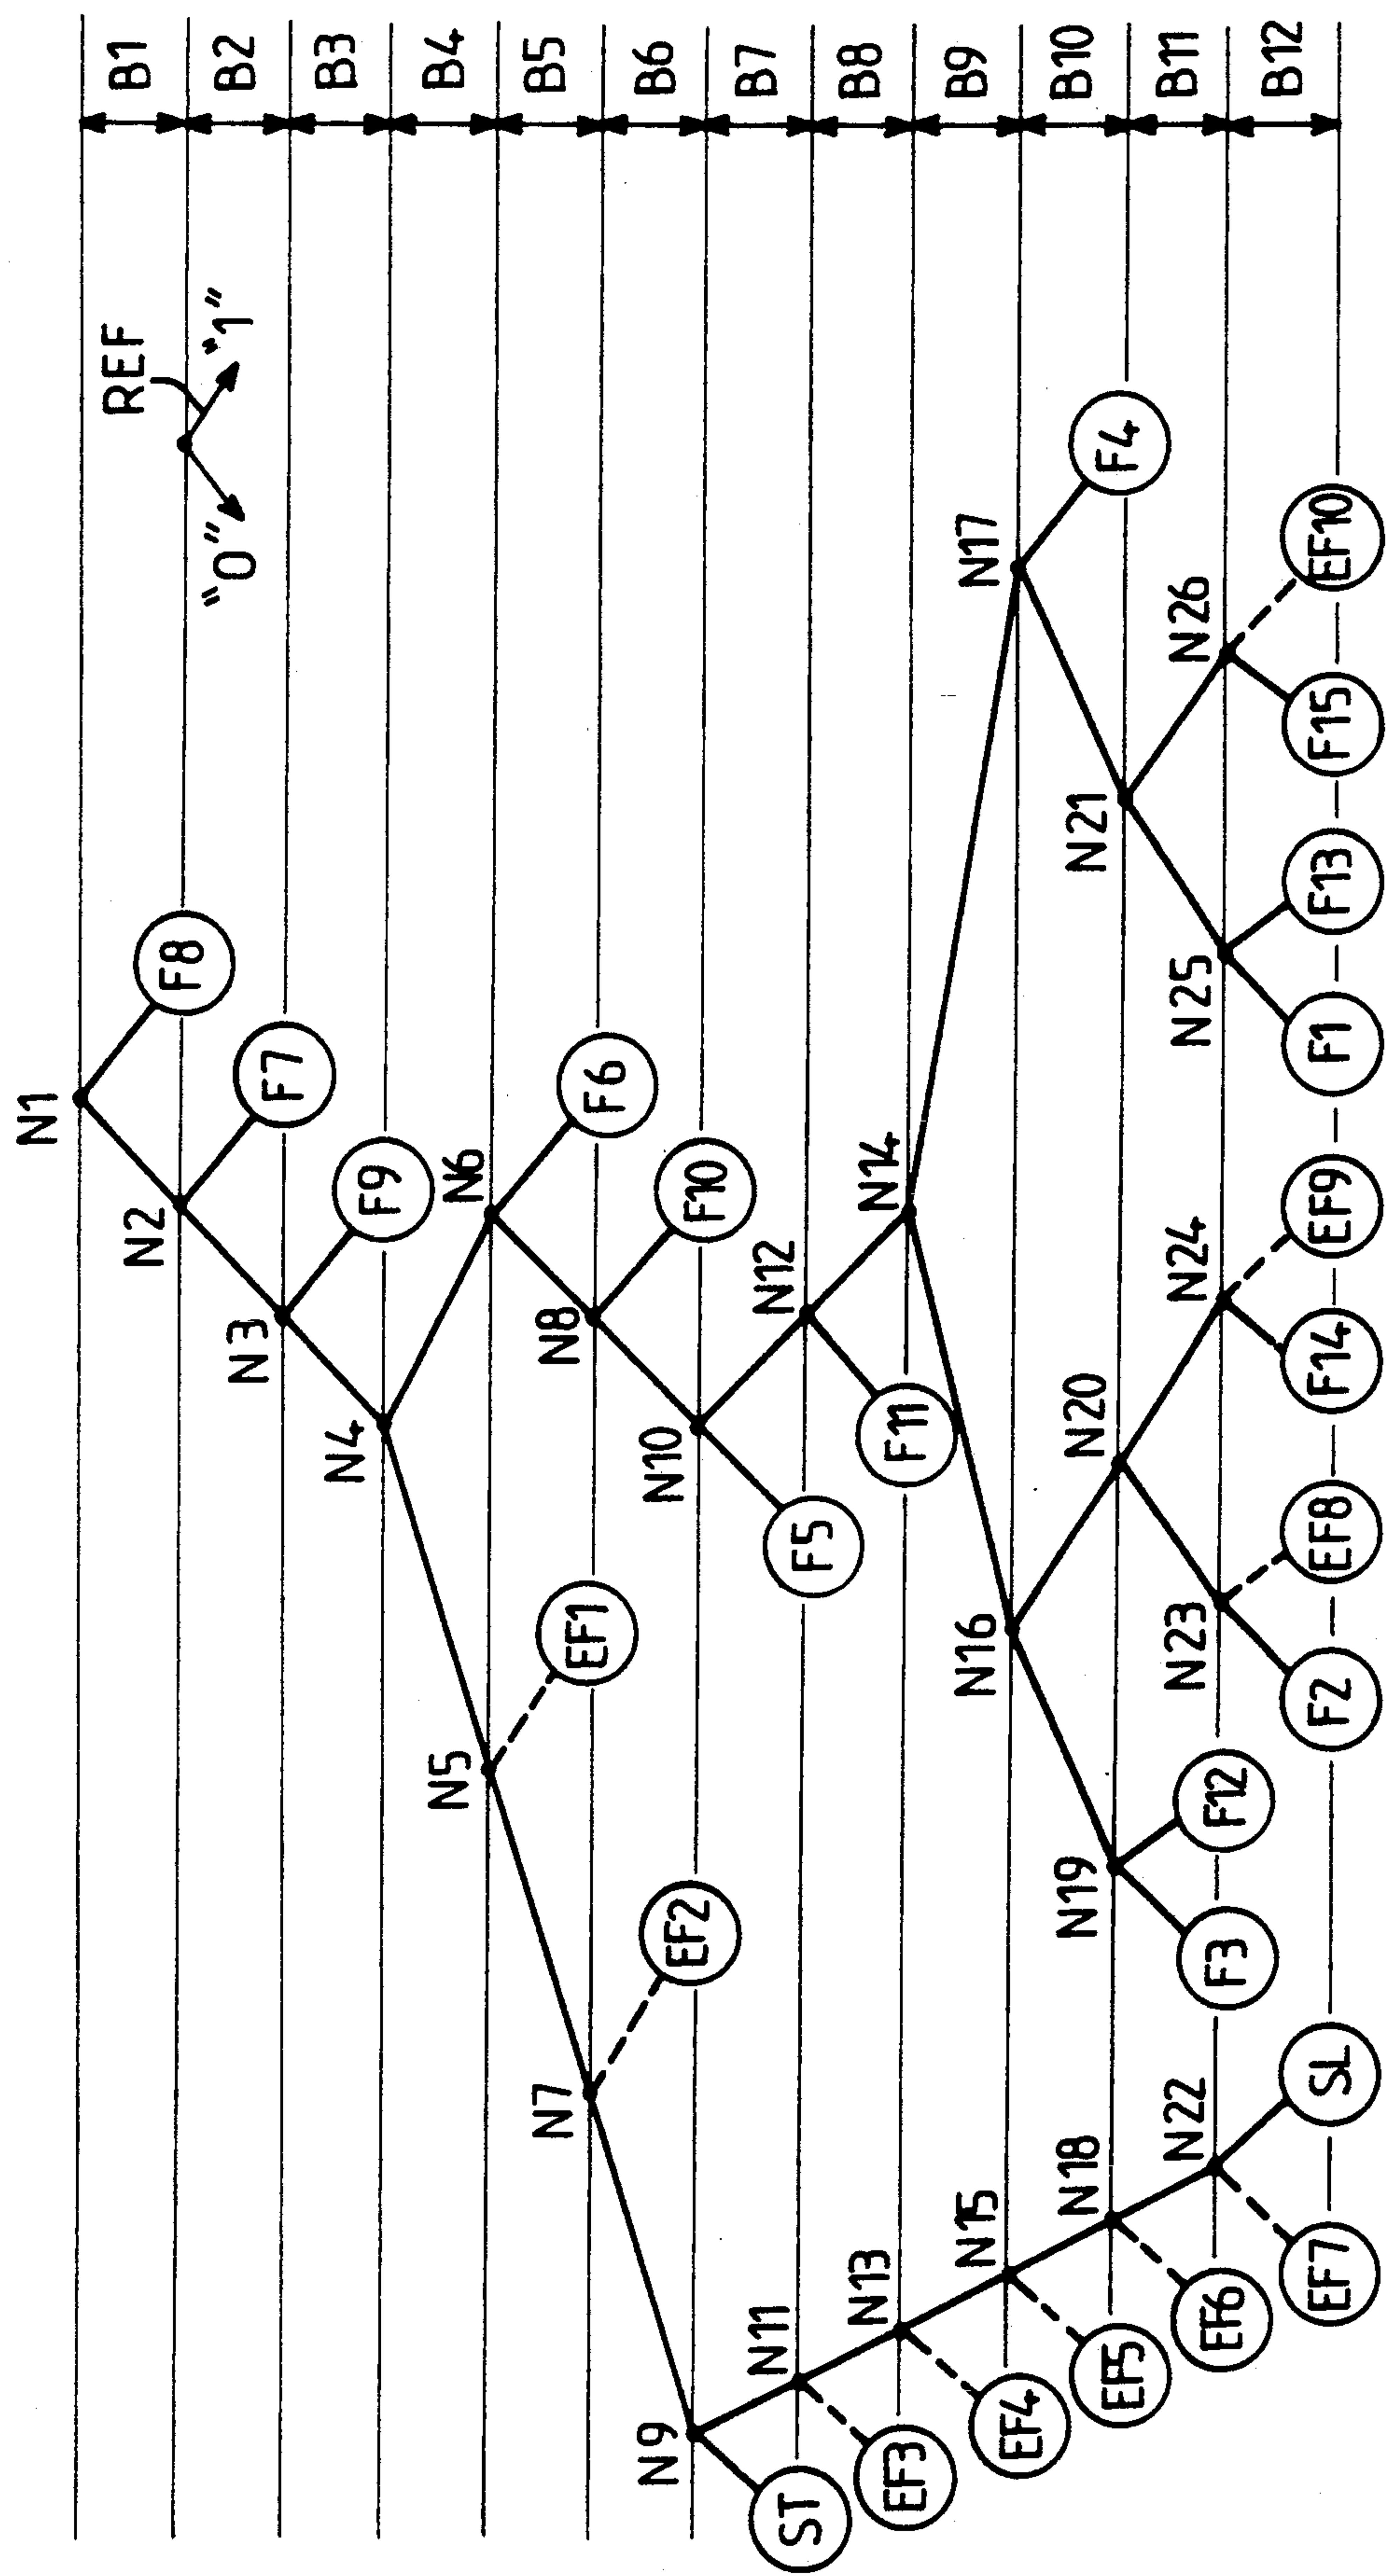 N1
B1
REF
F8
N2
"0"
"1"
B2
F7
N3
B3
F9
N4
B4
N6
N5
B5
EF1
F6
N8
N7
B6
EF2
F10
N10
N9
B7
ST
F5
N12
N11
B8
EF3
F11
N14
N13
B9
EF4
N15
N16
N17
B10
EF5
F4
N18
N19
N20
N21
B11
EF6
F3
F12
N22
N23
N24
N25
N26
B12
EF7
SL
F2
EF8
F14
EF9
F1
F13
F15
EF10